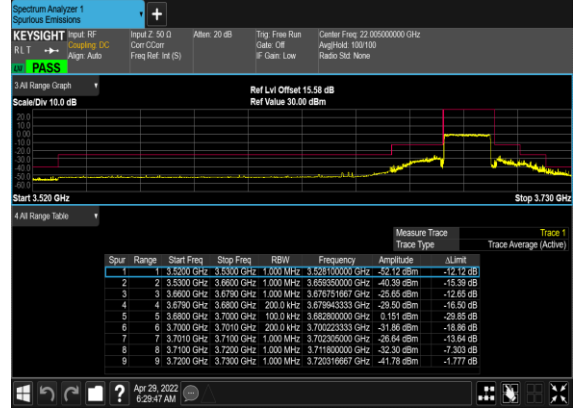 Spectrum Analyzer 1
Spurious Emissions
+
KEYSIGHT Input: RF Input Z: 50 Ω Atten: 20 dB Trig: Free Run Center Freq: 22.005000000 GHz
RLT Coupling: DC Corr CCorr Gate: Off Avg|Hold: 100/100
Align: Auto Freq Ref: Int (S) IF Gain: Low Radio Std: None
LW PASS
3 All Range Graph
Ref Lvl Offset 15.58 dB
Scale/Div 10.0 dB Ref Value 30.00 dBm
20.0
10.0
0.00
-10.0
-20.0
-30.0
-40.0
-50.0
-60.0
Start 3.520 GHz Stop 3.730 GHz
4 All Range Table
Measure Trace Trace 1
Trace Type Trace Average (Active)
Spur Range Start Freq Stop Freq RBW Frequency Amplitude ΔLimit
1 1 3.5200 GHz 3.5300 GHz 1.000 MHz 3.528100000 GHz -52.12 dBm -12.12 dB
2 2 3.5300 GHz 3.6600 GHz 1.000 MHz 3.659350000 GHz -40.39 dBm -15.39 dB
3 3 3.6600 GHz 3.6790 GHz 1.000 MHz 3.676751667 GHz -25.65 dBm -12.65 dB
4 4 3.6790 GHz 3.6800 GHz 200.0 kHz 3.679943333 GHz -29.50 dBm -16.50 dB
5 5 3.6800 GHz 3.7000 GHz 100.0 kHz 3.682800000 GHz 0.151 dBm -29.85 dB
6 6 3.7000 GHz 3.7010 GHz 200.0 kHz 3.700223333 GHz -31.86 dBm -18.86 dB
7 7 3.7010 GHz 3.7100 GHz 1.000 MHz 3.702305000 GHz -26.64 dBm -13.64 dB
8 8 3.7100 GHz 3.7200 GHz 1.000 MHz 3.711800000 GHz -32.30 dBm -7.303 dB
9 9 3.7200 GHz 3.7300 GHz 1.000 MHz 3.720316667 GHz -41.78 dBm -1.777 dB
? Apr 29, 2022
6:29:47 AM